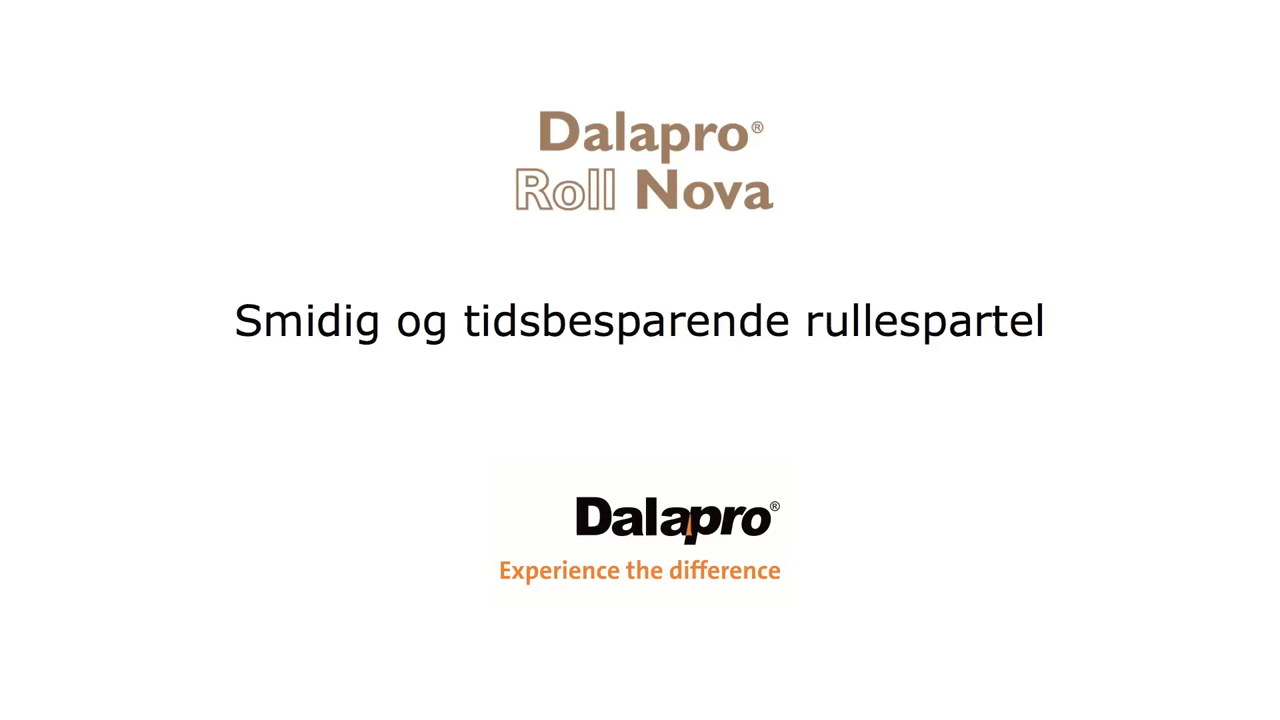 Dalapro®
Roll Nova
Smidig og tidsbesparende rullespartel
Dalapro®
Experience the difference